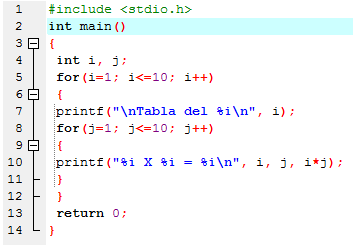 1 #include <stdio.h>
2 int main()
3 {
4 int i, j;
5 for(i=1; i<=10; i++)
6 {
7 printf("\nTabla del %i\n", i);
8 for(j=1; j<=10; j++)
9 {
10 printf("%i X %i = %i\n", i, j, i*j);
11 }
12 }
13 return 0;
14 }